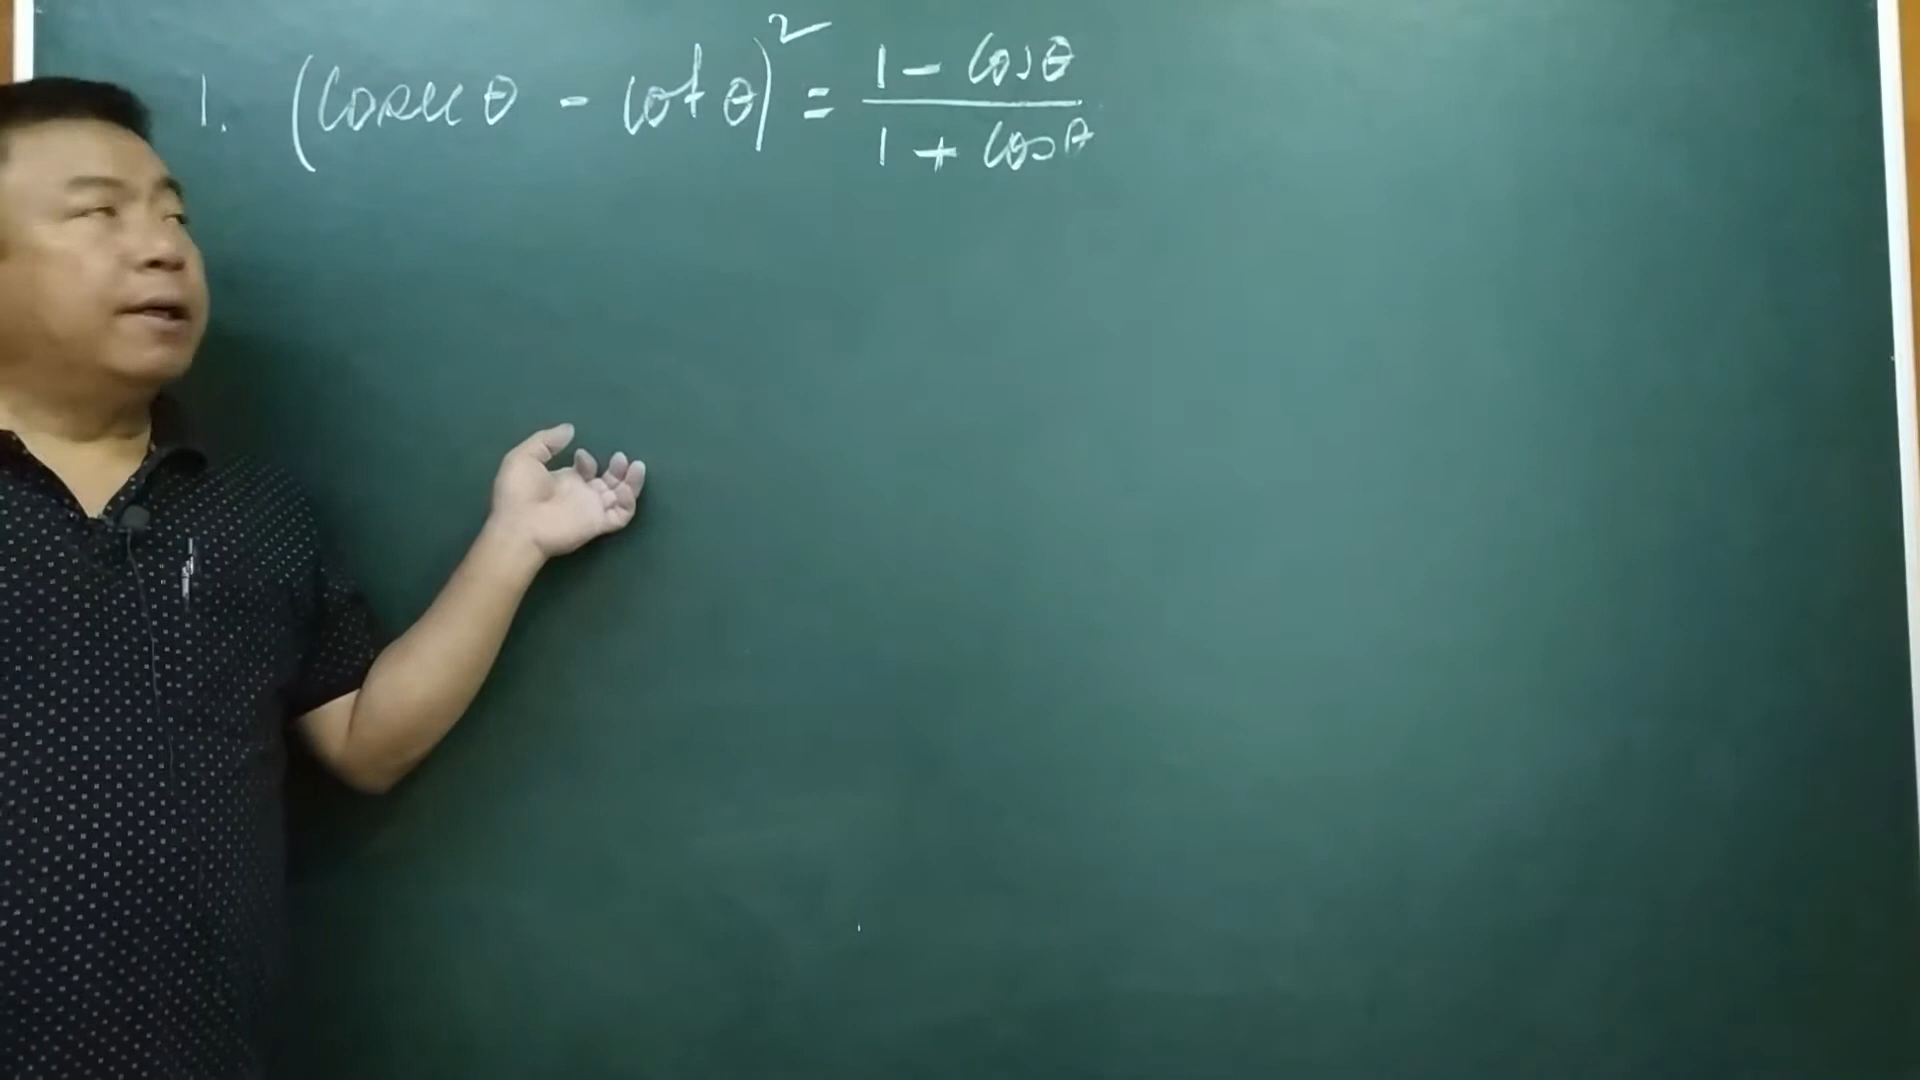 1. (cosec θ - cot θ)² = (1 - cos θ)/(1 + cos θ)